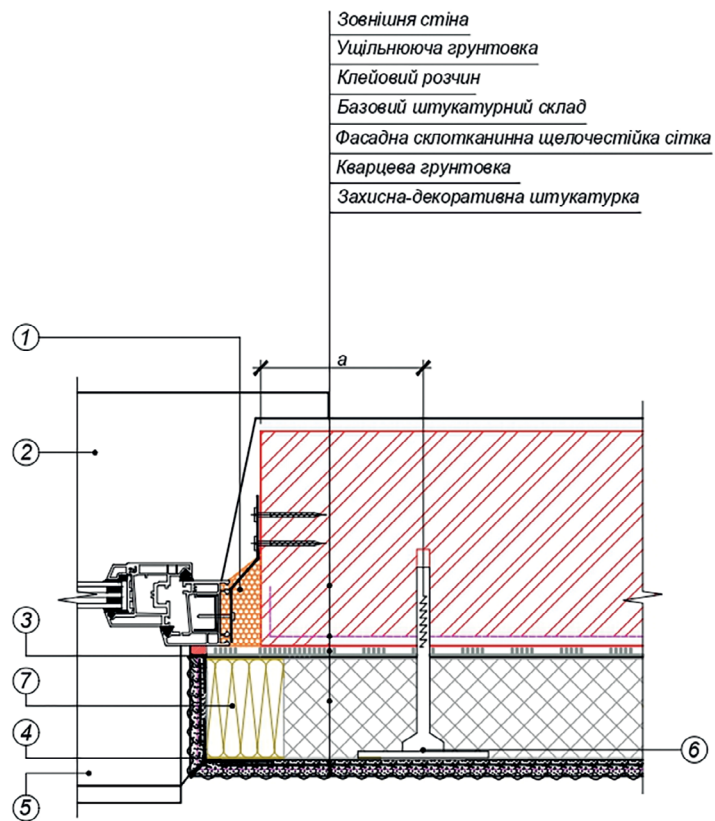 Зовнішня стіна
Ущільнююча грунтовка
Клейовий розчин
Базовий штукатурний склад
Фасадна склотканинна щелочестійка сітка
Кварцева грунтовка
Захисна-декоративна штукатурка
1
a
2
3
7
6
4
5